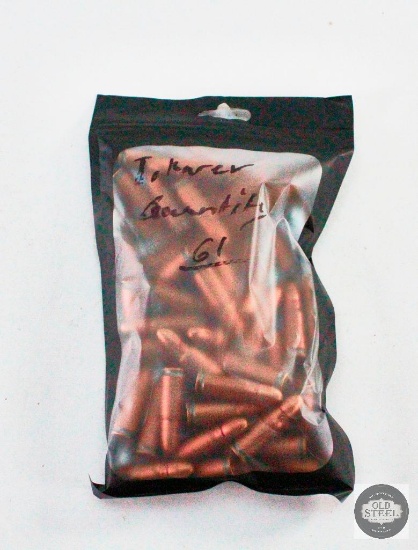 Tokarev
Quantity
61
OLD
STEEL